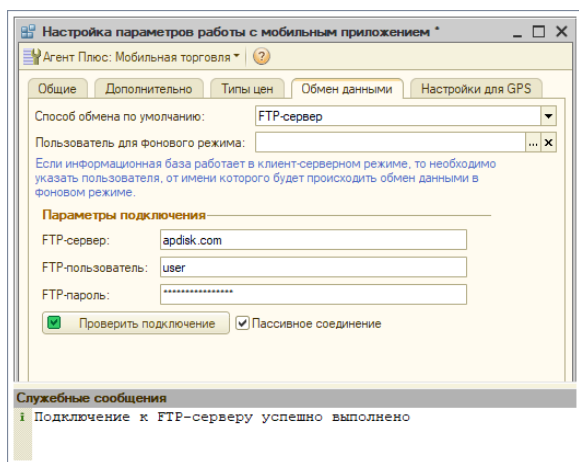 Настройка параметров работы с мобильным приложением *
Агент Плюс: Мобильная торговля
Общие Дополнительно Типы цен Обмен данными Настройки для GPS
Способ обмена по умолчанию: FTP-сервер
Пользователь для фонового режима: ... x
Если информационная база работает в клиент-серверном режиме, то необходимо
указать пользователя, от имени которого будет происходить обмен данными в
фоновом режиме.
Параметры подключения
FTP-сервер: apdisk.com
FTP-пользователь: user
FTP-пароль: ****************
Проверить подключение Пассивное соединение
Служебные сообщения
i Подключение к FTP-серверу успешно выполнено